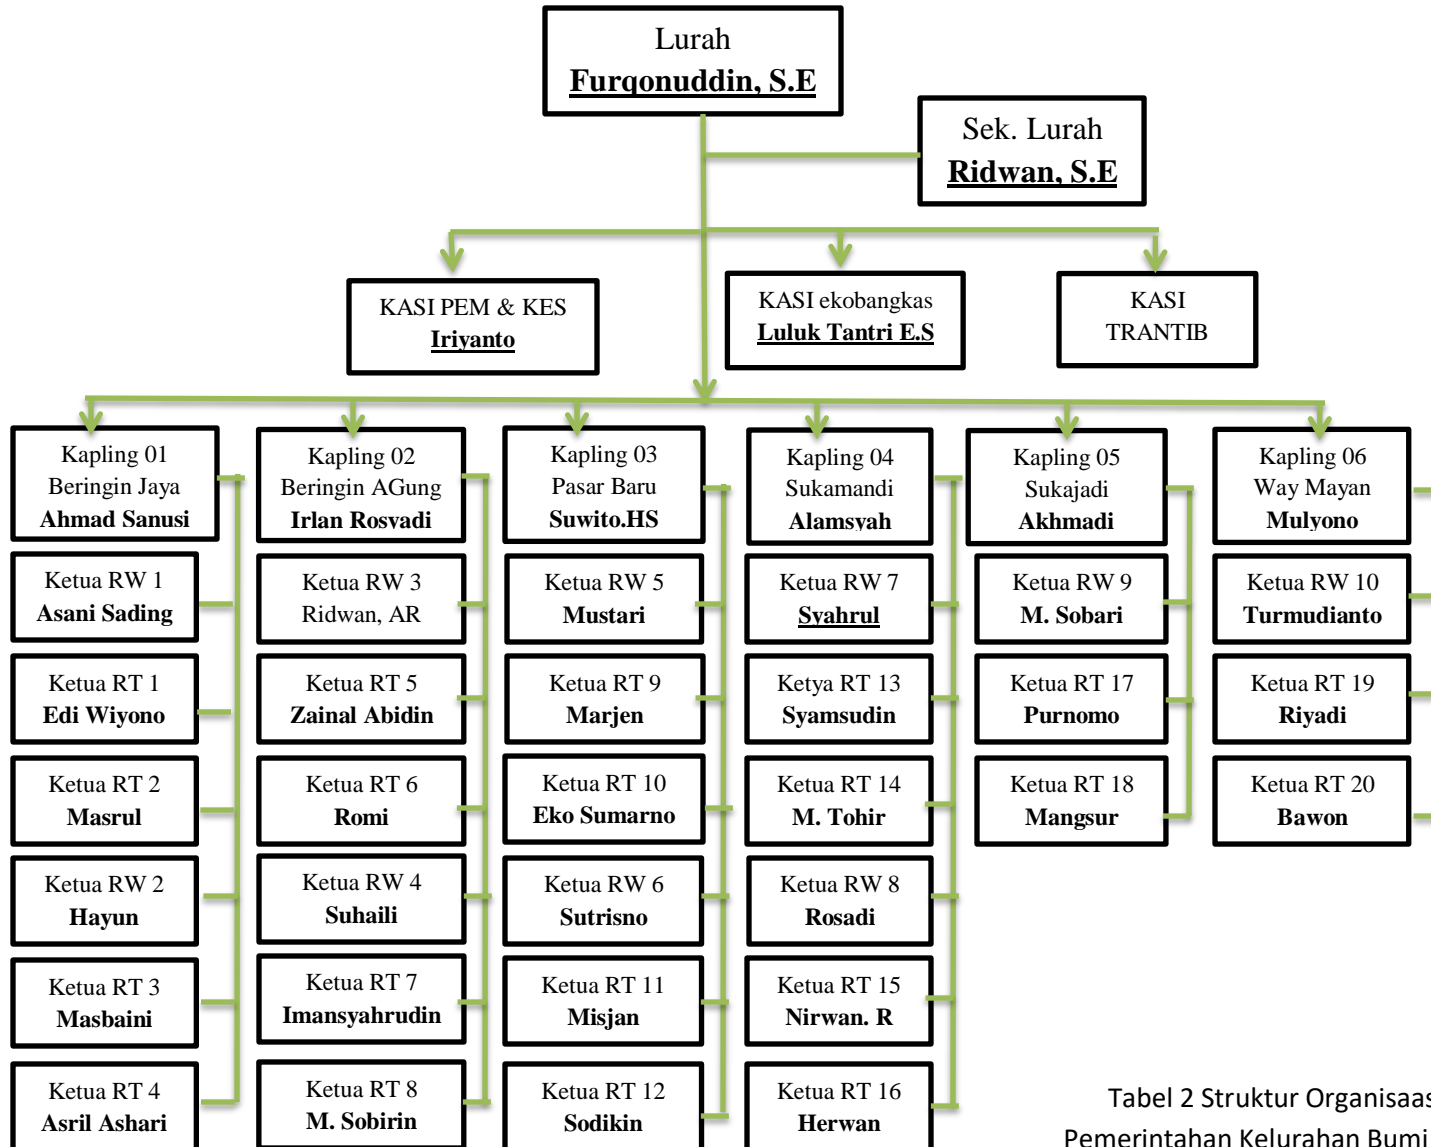 Lurah
Furqonuddin, S.E
Sek. Lurah
Ridwan, S.E
KASI PEM & KES
Iriyanto
KASI ekobangkas
Luluk Tantri E.S
KASI
TRANTIB
Kapling 01
Beringin Jaya
Ahmad Sanusi
Kapling 02
Beringin AGung
Irlan Rosyadi
Kapling 03
Pasar Baru
Suwito.HS
Kapling 04
Sukamandi
Alamsyah
Kapling 05
Sukajadi
Akhmadi
Kapling 06
Way Mayan
Mulyono
Ketua RW 1
Asani Sading
Ketua RW 3
Ridwan, AR
Ketua RW 5
Mustari
Ketua RW 7
Syahrul
Ketua RW 9
M. Sobari
Ketua RW 10
Turmudianto
Ketua RT 1
Edi Wiyono
Ketua RT 5
Zainal Abidin
Ketua RT 9
Marjen
Ketya RT 13
Syamsudin
Ketua RT 17
Purnomo
Ketua RT 19
Riyadi
Ketua RT 2
Masrul
Ketua RT 6
Romi
Ketua RT 10
Eko Sumarno
Ketua RT 14
M. Tohir
Ketua RT 18
Mangsur
Ketua RT 20
Bawon
Ketua RW 2
Hayun
Ketua RW 4
Suhaili
Ketua RW 6
Sutrisno
Ketua RW 8
Rosadi
Ketua RT 3
Masbaini
Ketua RT 7
Imansyahrudin
Ketua RT 11
Misjan
Ketua RT 15
Nirwan. R
Ketua RT 4
Asril Ashari
Ketua RT 8
M. Sobirin
Ketua RT 12
Sodikin
Ketua RT 16
Herwan
Tabel 2 Struktur Organisaas
Pemerintahan Kelurahan Bumi